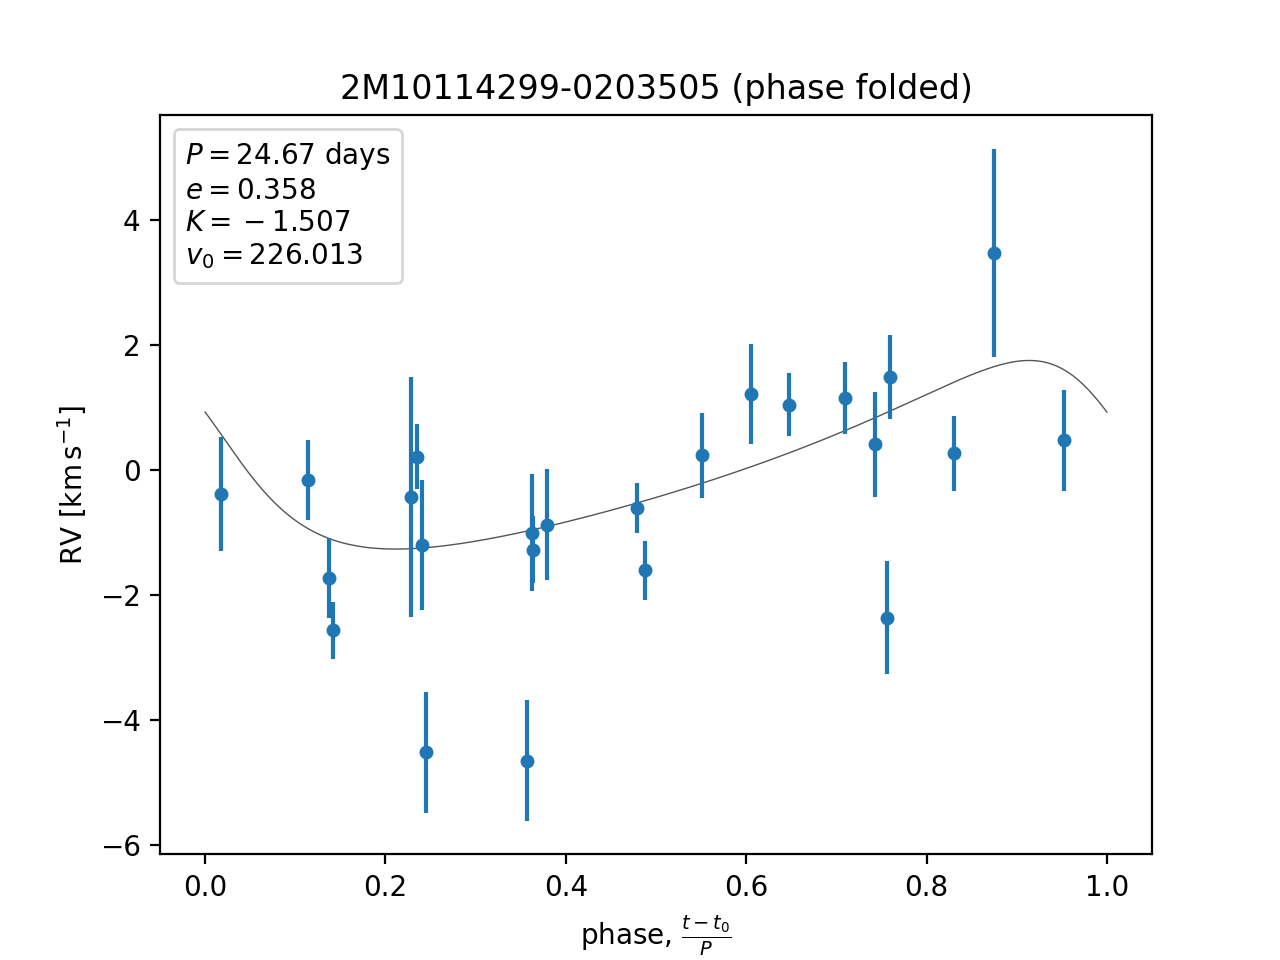 2M10114299-0203505 (phase folded)
P = 24.67 days
e = 0.358
K = −1.507
v₀ = 226.013
RV [km s⁻¹]
4
2
0
−2
−4
−6
0.0 0.2 0.4 0.6 0.8 1.0
phase, (t − t₀)/P